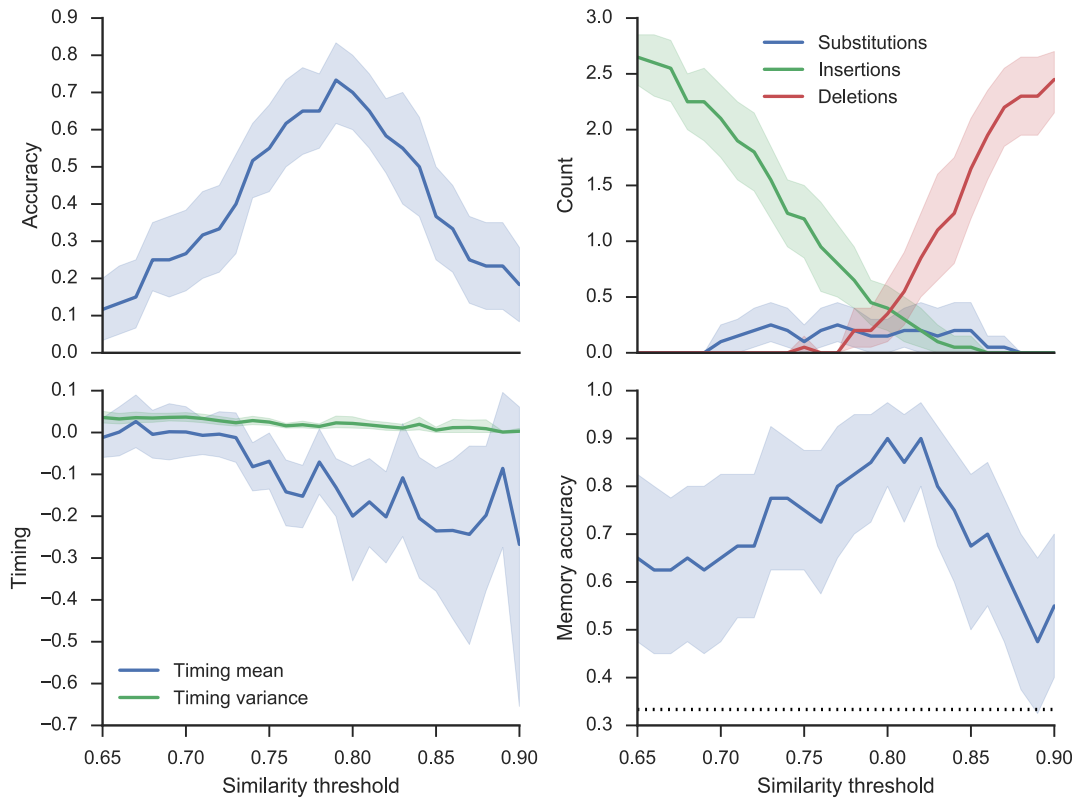 Accuracy
0.9
0.8
0.7
0.6
0.5
0.4
0.3
0.2
0.1
0.0
Count
3.0
2.5
2.0
1.5
1.0
0.5
0.0
Substitutions
Insertions
Deletions
Timing
0.1
0.0
−0.1
−0.2
−0.3
−0.4
−0.5
−0.6
−0.7
Timing mean
Timing variance
0.65 0.70 0.75 0.80 0.85 0.90
Similarity threshold
Memory accuracy
1.0
0.9
0.8
0.7
0.6
0.5
0.4
0.3
0.65 0.70 0.75 0.80 0.85 0.90
Similarity threshold